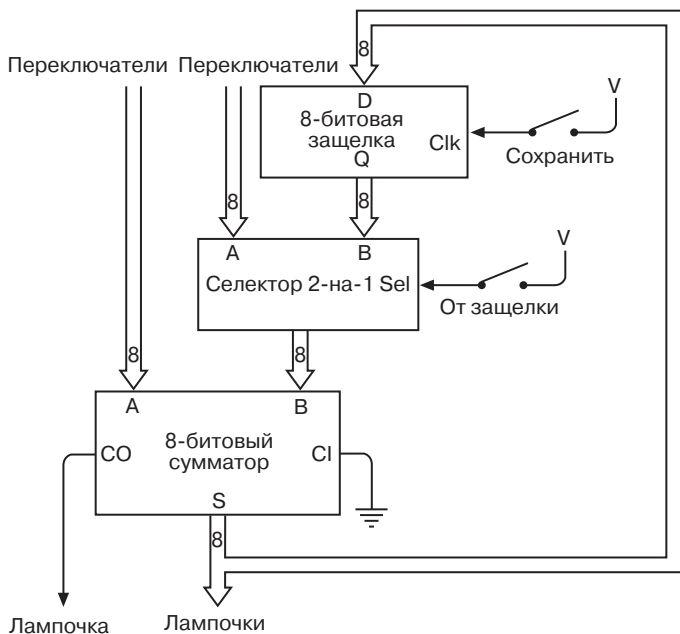 8
Переключатели
Переключатели
V
D
8-битовая
защелка
Clk
Q
Сохранить
8
8
V
A
B
Селектор 2-на-1 Sel
От защелки
8
8
A
B
CO
8-битовый
сумматор
CI
S
8
Лампочка
Лампочки